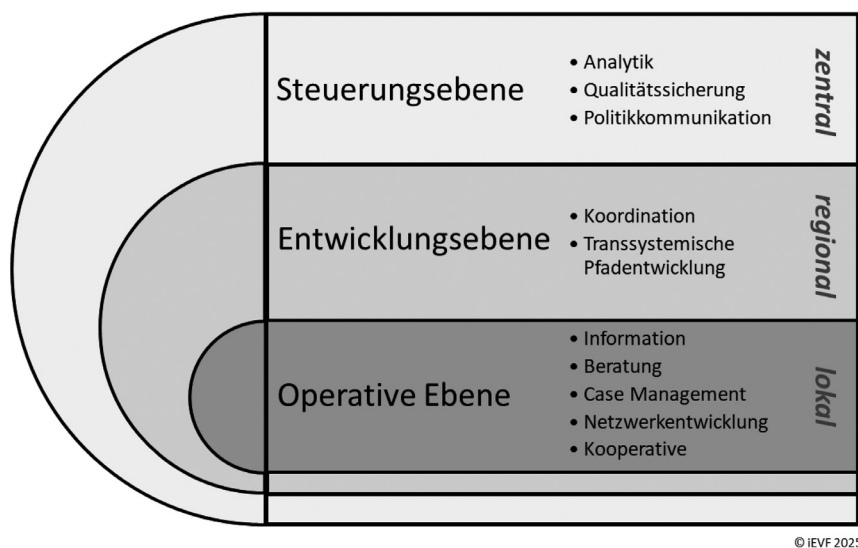 Steuerungsebene
• Analytik
• Qualitätssicherung
• Politikkommunikation
zentral
Entwicklungsebene
• Koordination
• Transsystemische
Pfadentwicklung
regional
Operative Ebene
• Information
• Beratung
• Case Management
• Netzwerkentwicklung
• Kooperative
lokal
© iEVF 2025